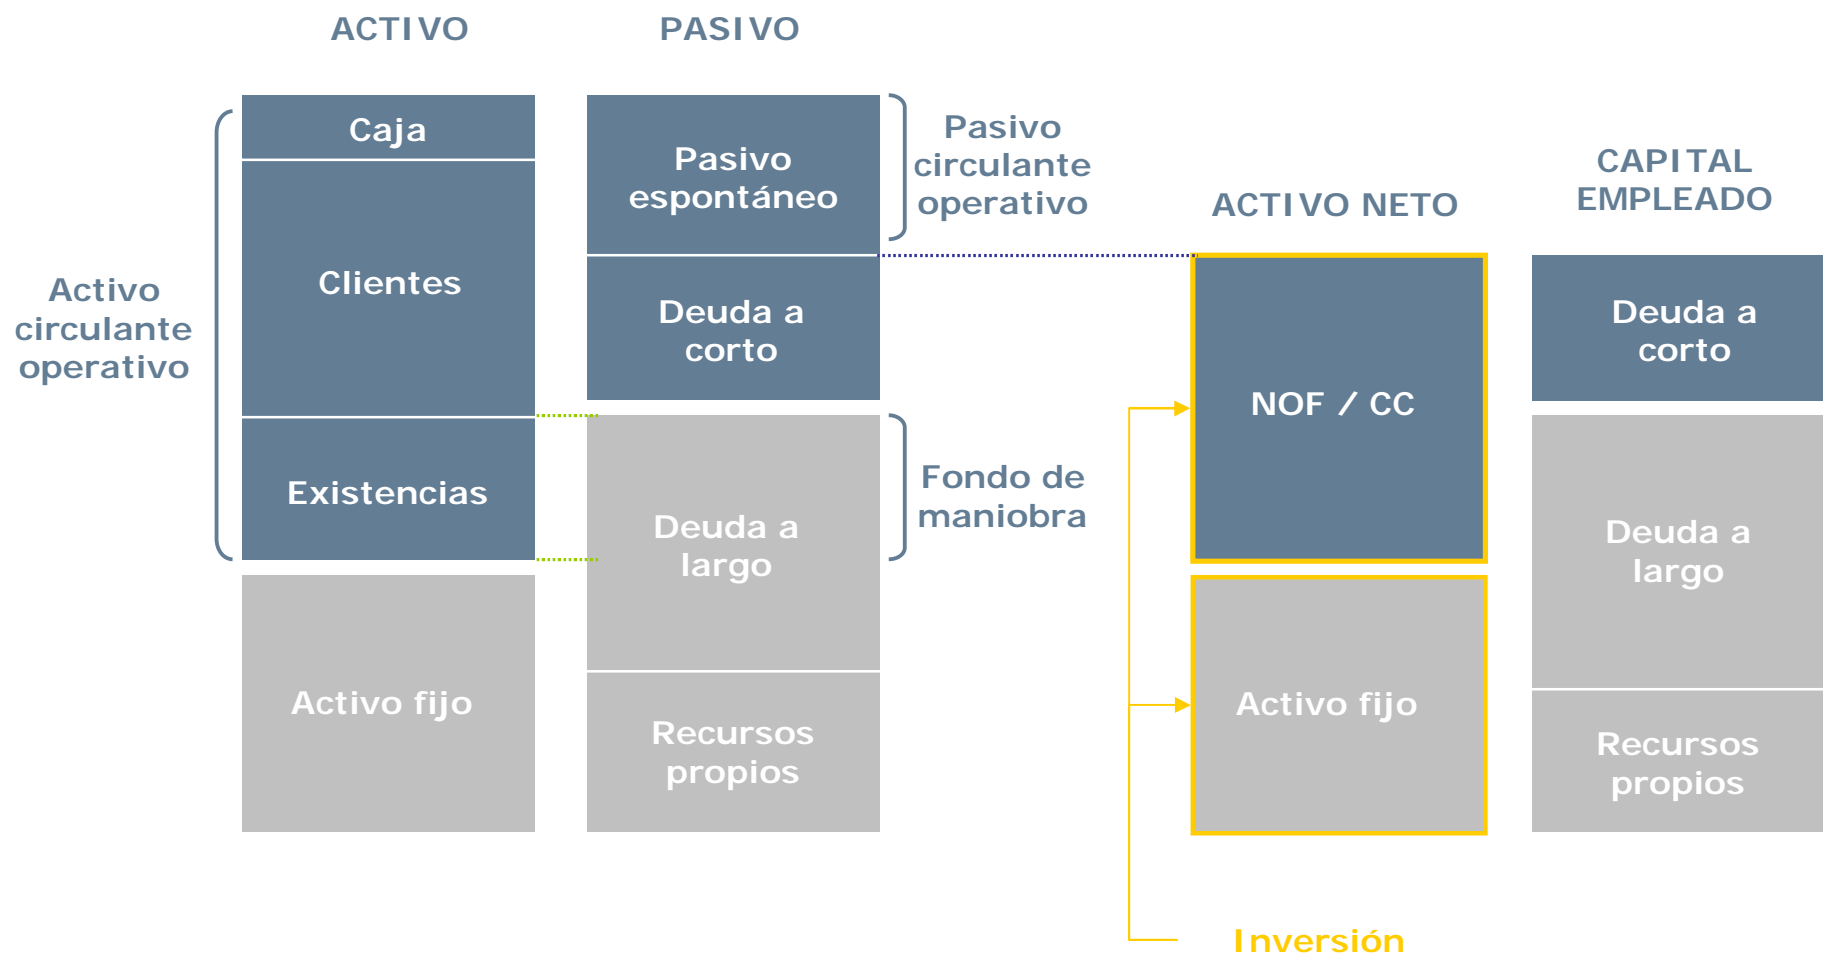 ACTIVO
PASIVO
Caja
Clientes
Existencias
Activo fijo
Activo
circulante
operativo
Pasivo
espontáneo
Deuda a
corto
Deuda a
largo
Recursos
propios
Pasivo
circulante
operativo
Fondo de
maniobra
ACTIVO NETO
NOF / CC
Activo fijo
Inversión
CAPITAL
EMPLEADO
Deuda a
corto
Deuda a
largo
Recursos
propios